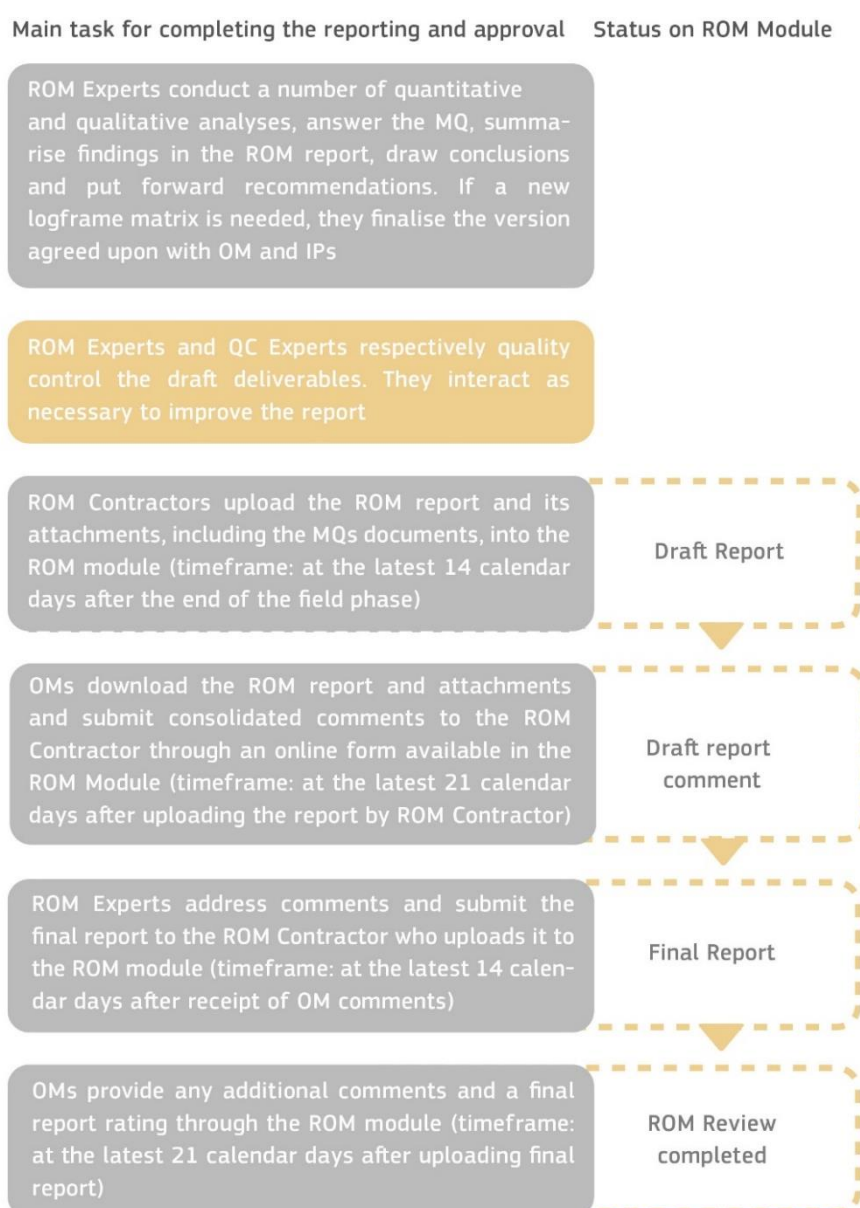 Main task for completing the reporting and approval
Status on ROM Module
ROM Experts conduct a number of quantitative
and qualitative analyses, answer the MQ, summa-
rise findings in the ROM report, draw conclusions
and put forward recommendations. If a new
logframe matrix is needed, they finalise the version
agreed upon with OM and IPs
ROM Experts and QC Experts respectively quality
control the draft deliverables. They interact as
necessary to improve the report
ROM Contractors upload the ROM report and its
attachments, including the MQs documents, into the
ROM module (timeframe: at the latest 14 calendar
days after the end of the field phase)
Draft Report
OMs download the ROM report and attachments
and submit consolidated comments to the ROM
Contractor through an online form available in the
ROM Module (timeframe: at the latest 21 calendar
days after uploading the report by ROM Contractor)
Draft report
comment
ROM Experts address comments and submit the
final report to the ROM Contractor who uploads it to
the ROM module (timeframe: at the latest 14 calen-
dar days after receipt of OM comments)
Final Report
OMs provide any additional comments and a final
report rating through the ROM module (timeframe:
at the latest 21 calendar days after uploading final
report)
ROM Review
completed